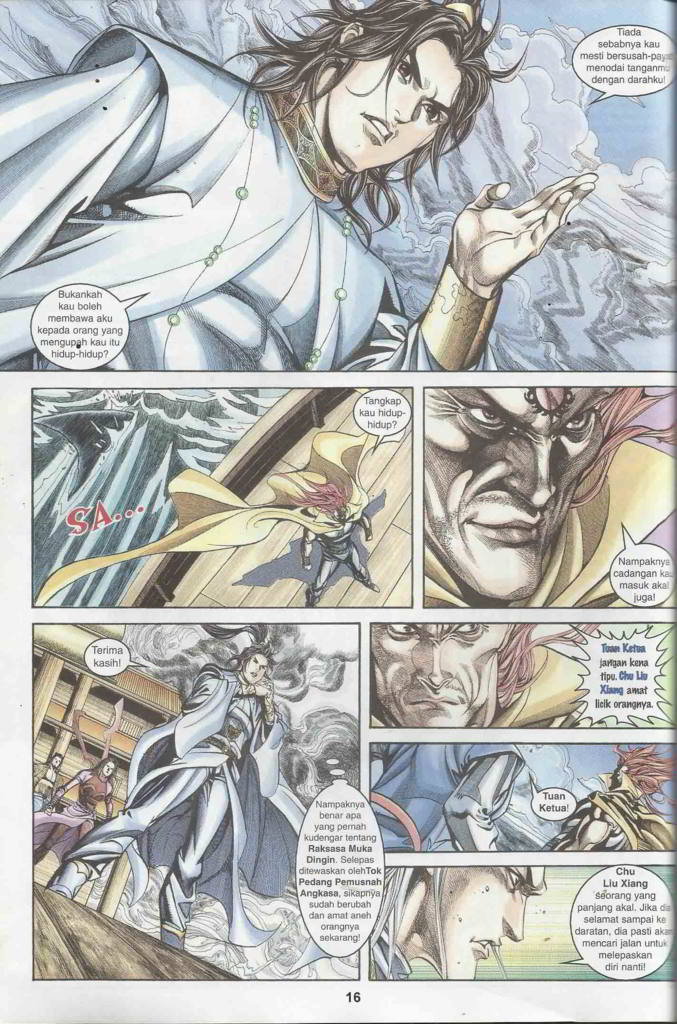 Tiada
sebabnya kau
mesti bersusah-paya
menodai tanganmu
dengan darahku!
Bukankah
kau boleh
membawa aku
kepada orang yang
mengupah kau itu
hidup-hidup?
Tangkap
kau hidup-
hidup?
SA...
Nampaknya
cadangan kau
masuk akal
juga!
Terima
kasih!
Nampaknya
benar apa
yang pernah
kudengar tentang
Raksasa Muka
Dingin. Selepas
ditewaskan olehTok
Pedang Pemusnah
Angkasa, sikapnya
sudah berubah
dan amat aneh
orangnya
sekarang!
Tuan Ketua
jangan kena
tipu. Chu Liu
Xiang amat
licik orangnya.
Tuan
Ketua!
Chu
Liu Xiang
seorang yang
panjang akal. Jika dia
selamat sampai ke
daratan, dia pasti akan
mencari jalan untuk
melepaskan
diri nanti!
16